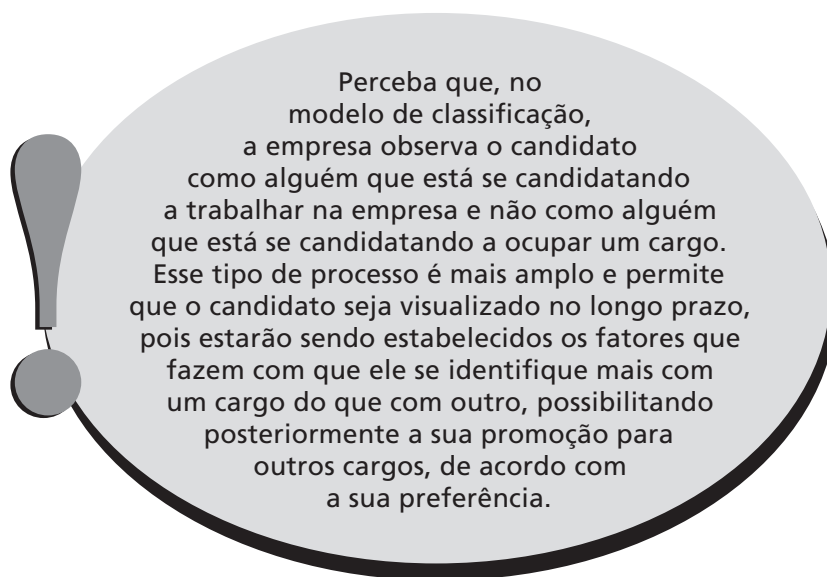 Perceba que, no
modelo de classificação,
a empresa observa o candidato
como alguém que está se candidatando
a trabalhar na empresa e não como alguém
que está se candidatando a ocupar um cargo.
Esse tipo de processo é mais amplo e permite
que o candidato seja visualizado no longo prazo,
pois estarão sendo estabelecidos os fatores que
fazem com que ele se identifique mais com
um cargo do que com outro, possibilitando
posteriormente a sua promoção para
outros cargos, de acordo com
a sua preferência.